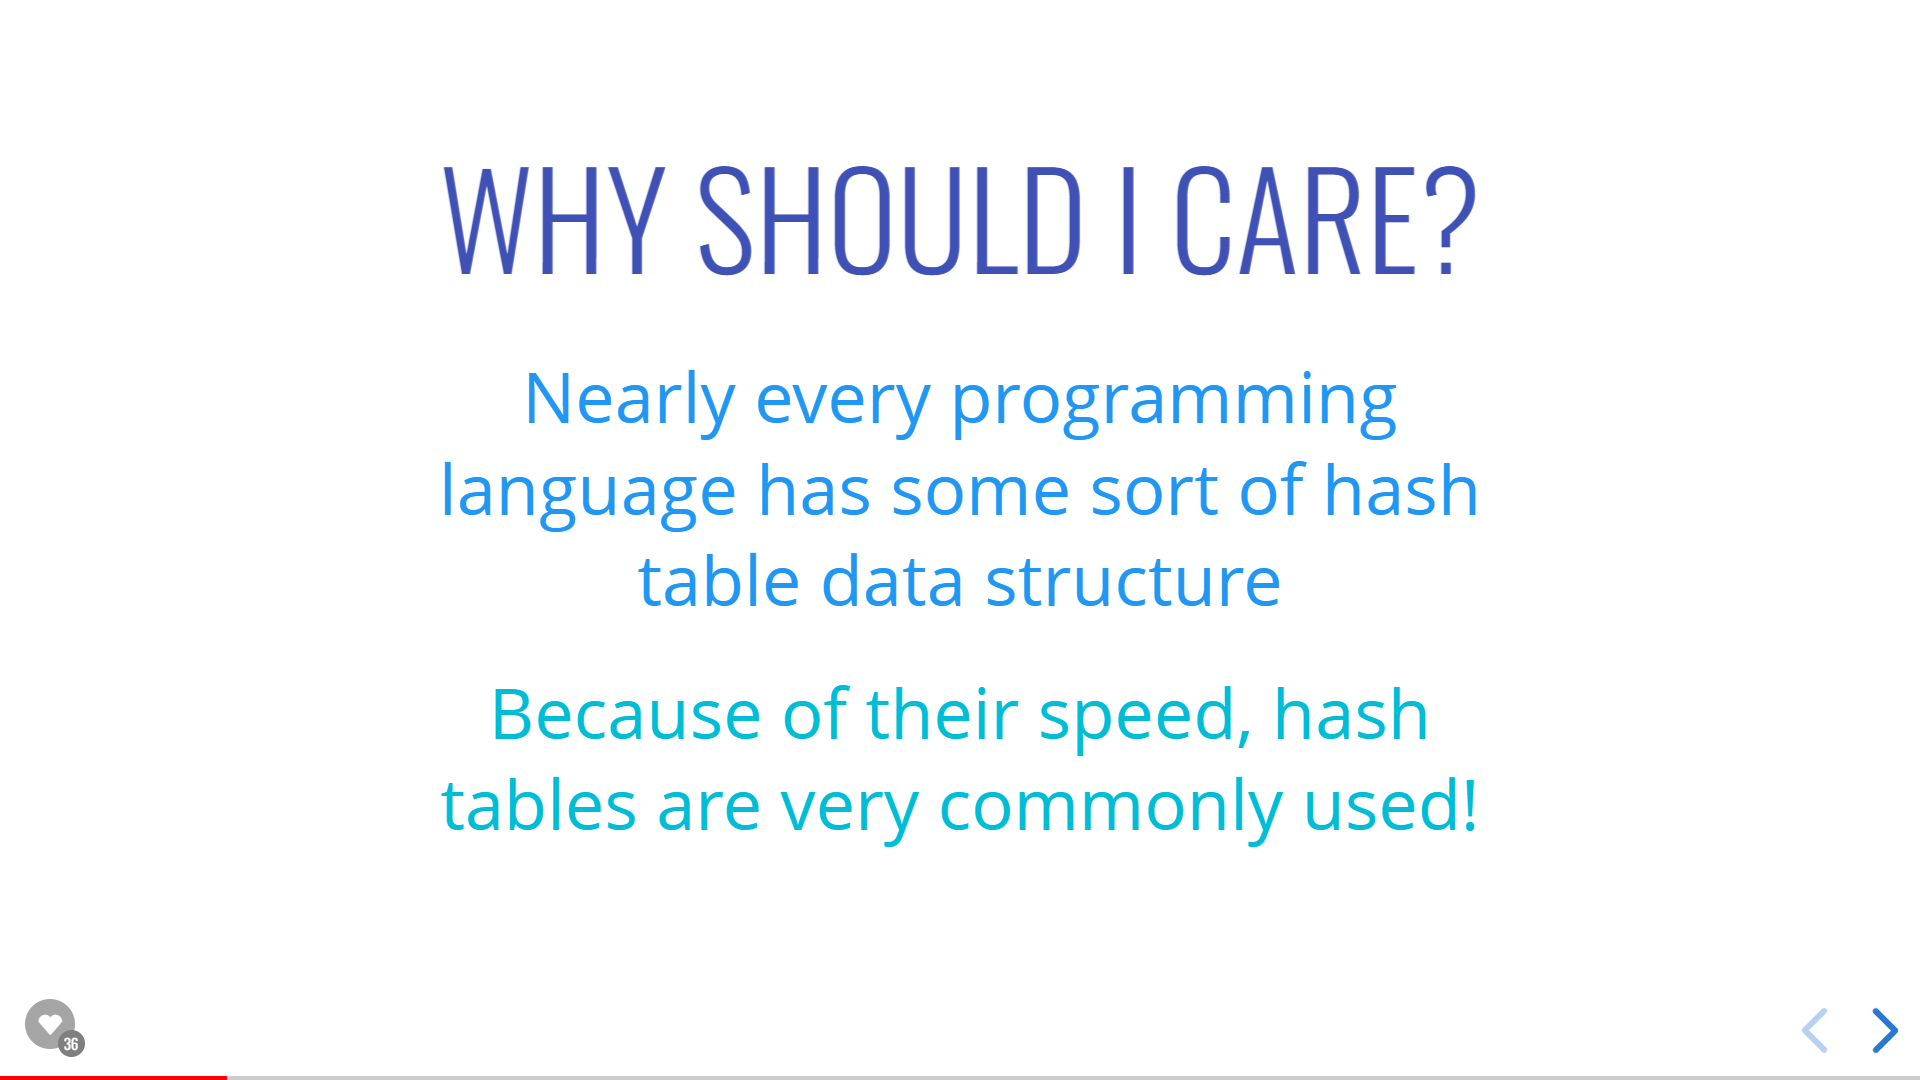 WHY SHOULD I CARE?
Nearly every programming
language has some sort of hash
table data structure
Because of their speed, hash
tables are very commonly used!
36